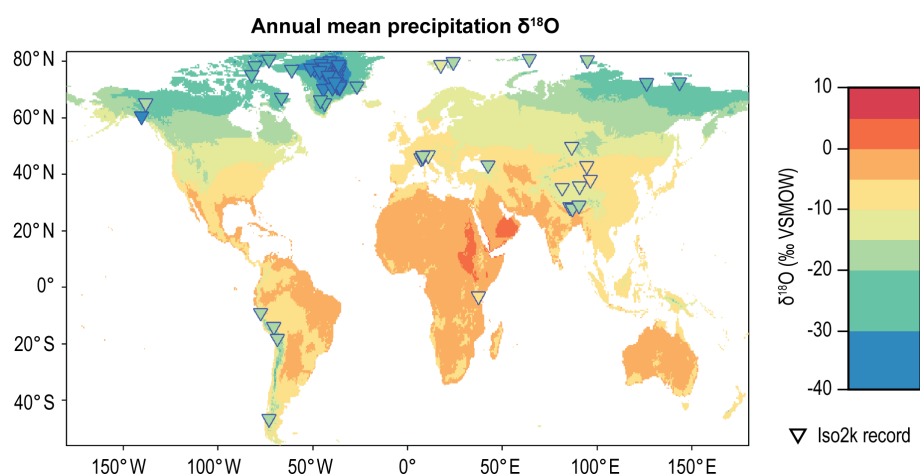 Annual mean precipitation δ¹⁸O
80° N
60° N
40° N
20° N
0°
20° S
40° S
150° W
100° W
50° W
0°
50° E
100° E
150° E
10
0
-10
-20
-30
-40
δ¹⁸O (‰ VSMOW)
Iso2k record